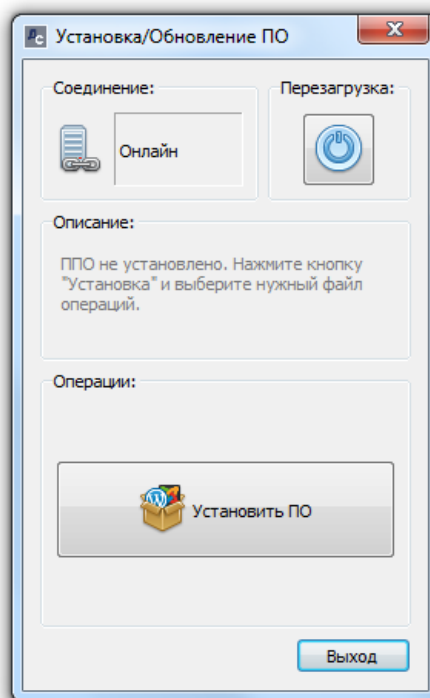 Установка/Обновление ПО
Соединение:
Перезагрузка:
Онлайн
Описание:
ППО не установлено. Нажмите кнопку
"Установка" и выберите нужный файл
операций.
Операции:
Установить ПО
Выход